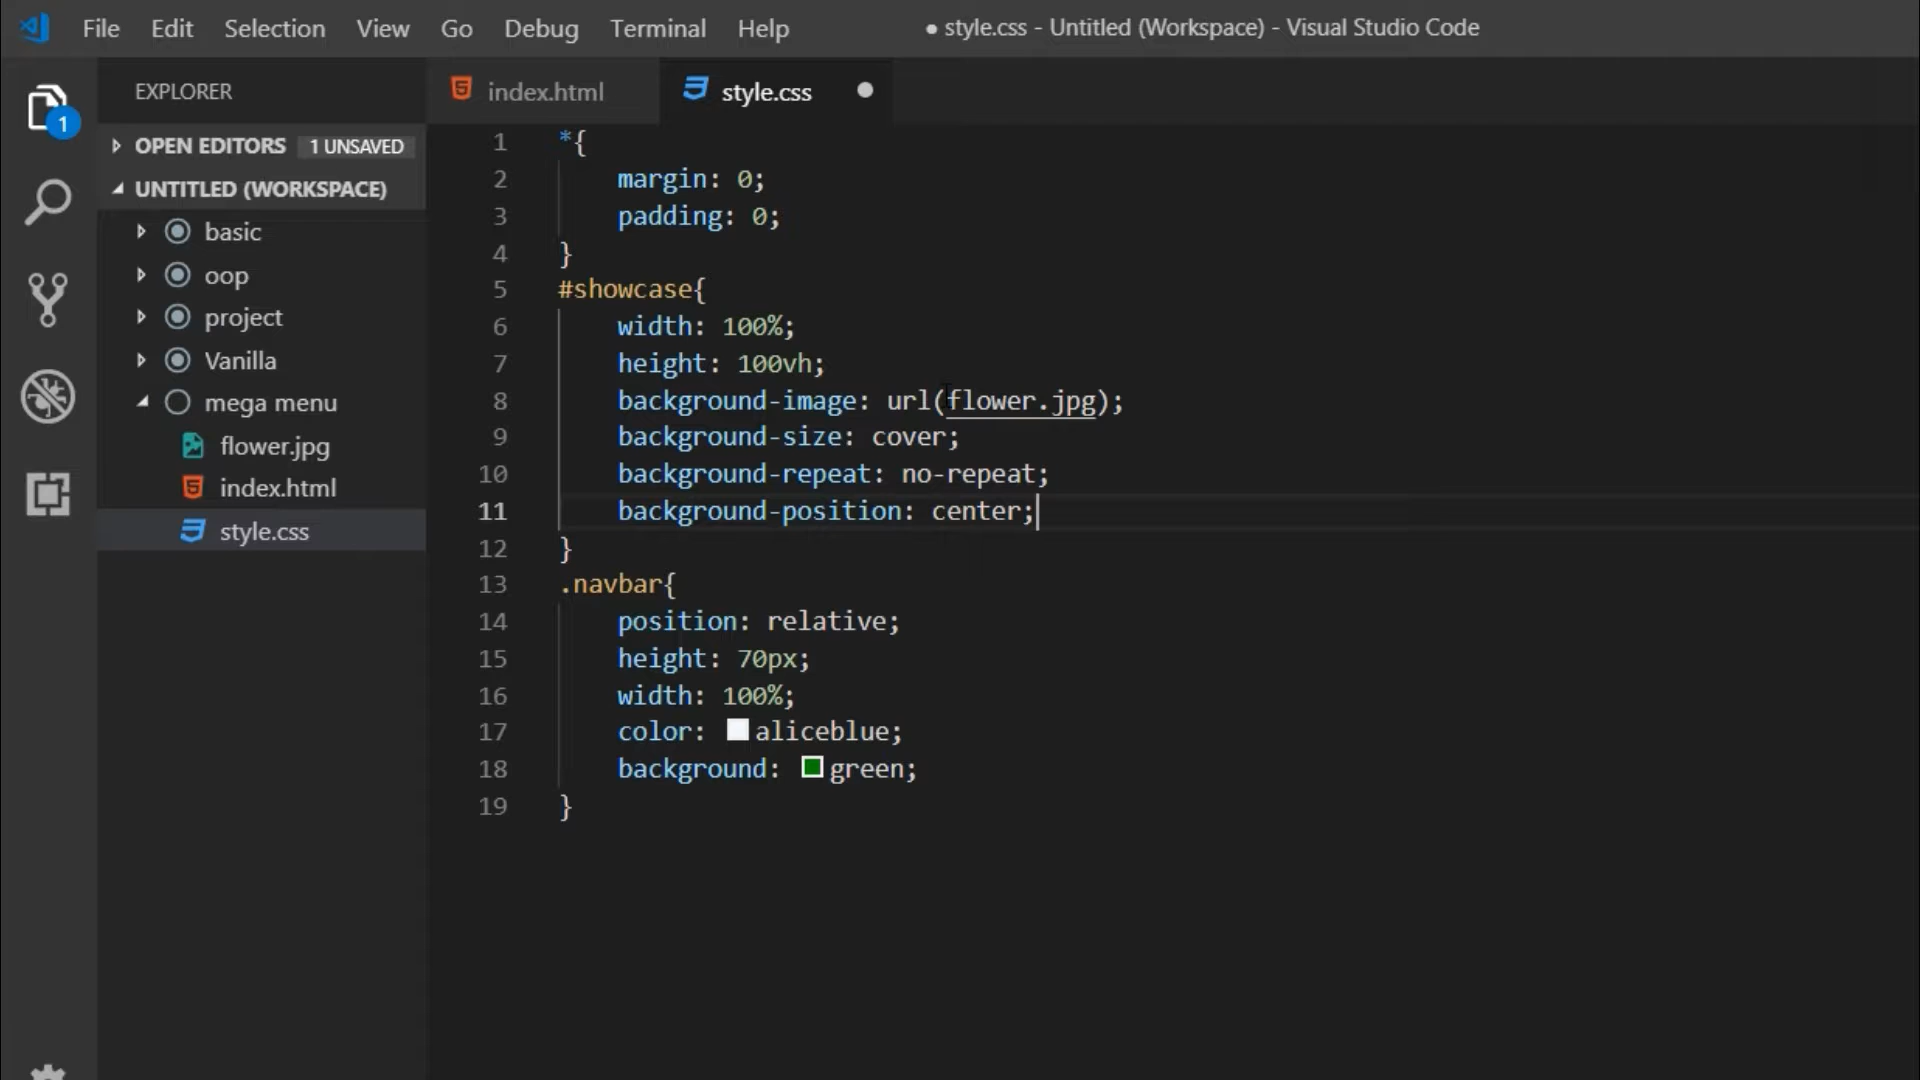 File Edit Selection View Go Debug Terminal Help ● style.css - Untitled (Workspace) - Visual Studio Code
EXPLORER
index.html
style.css
1
OPEN EDITORS 1 UNSAVED
UNTITLED (WORKSPACE)
basic
oop
project
Vanilla
mega menu
flower.jpg
index.html
style.css
1 *{
2 margin: 0;
3 padding: 0;
4 }
5 #showcase{
6 width: 100%;
7 height: 100vh;
8 background-image: url(flower.jpg);
9 background-size: cover;
10 background-repeat: no-repeat;
11 background-position: center;
12 }
13 .navbar{
14 position: relative;
15 height: 70px;
16 width: 100%;
17 color: aliceblue;
18 background: green;
19 }